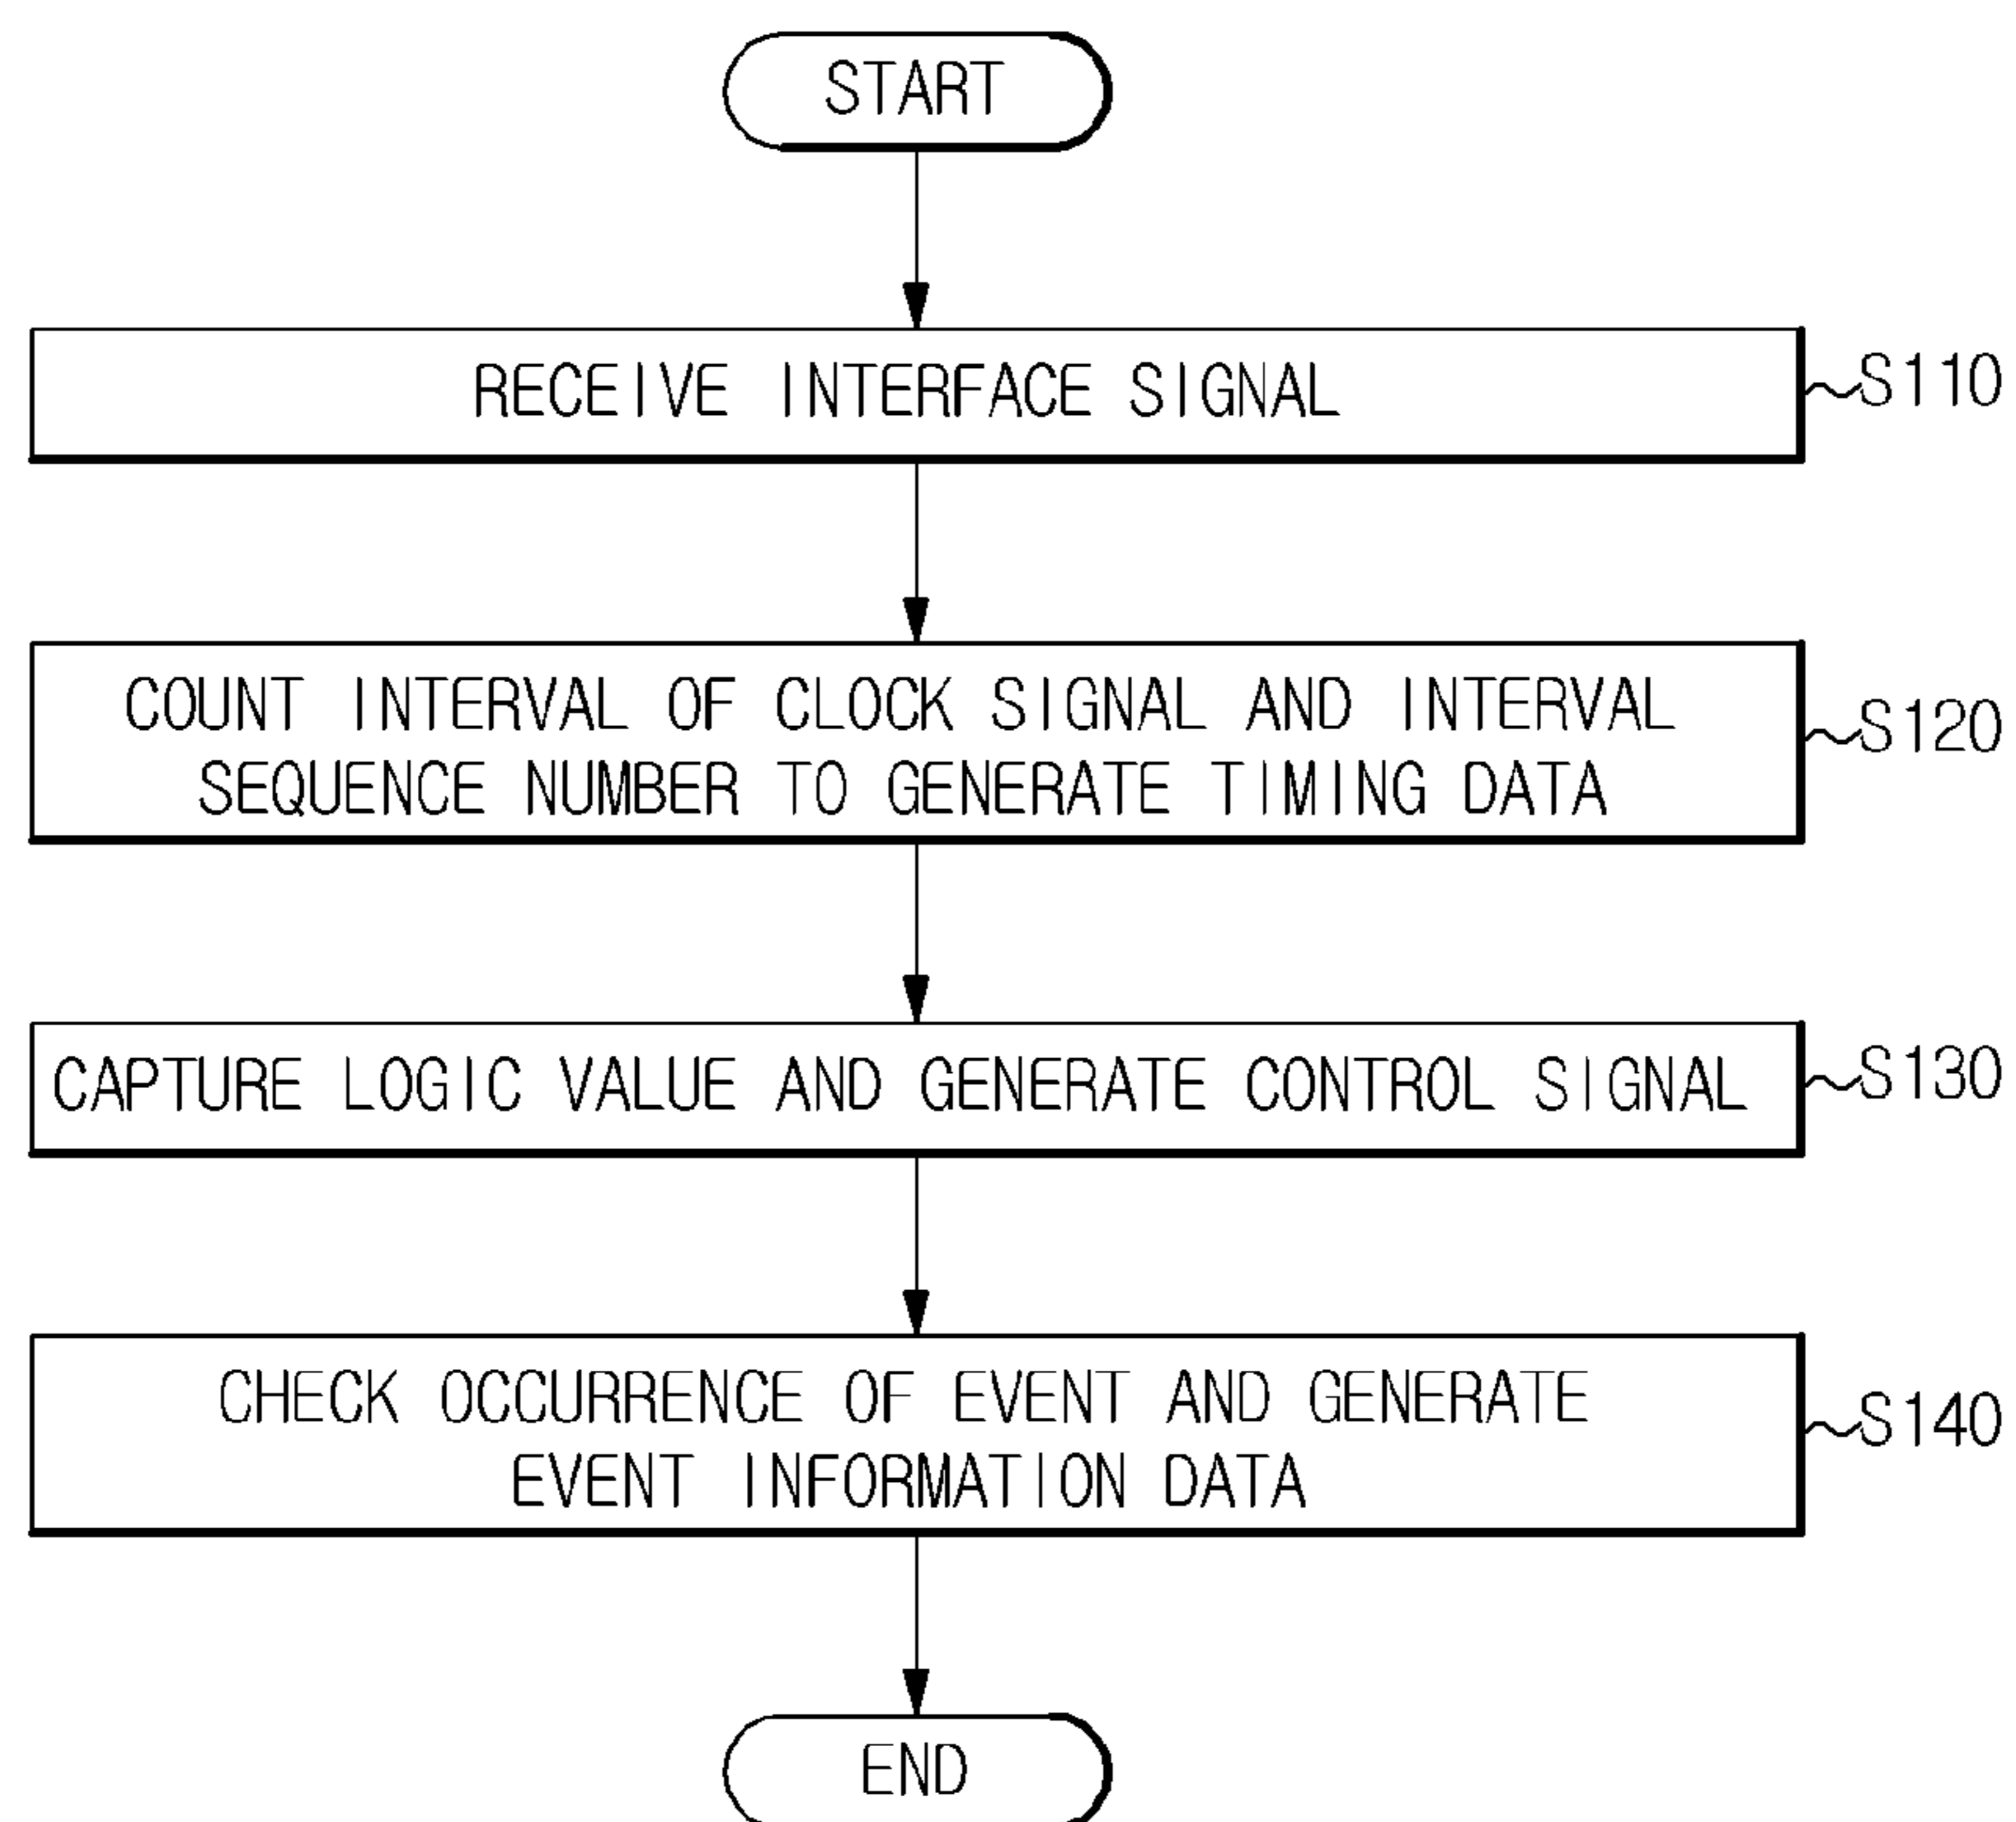 START
RECEIVE INTERFACE SIGNAL
S110
COUNT INTERVAL OF CLOCK SIGNAL AND INTERVAL
SEQUENCE NUMBER TO GENERATE TIMING DATA
S120
CAPTURE LOGIC VALUE AND GENERATE CONTROL SIGNAL
S130
CHECK OCCURRENCE OF EVENT AND GENERATE
EVENT INFORMATION DATA
S140
END